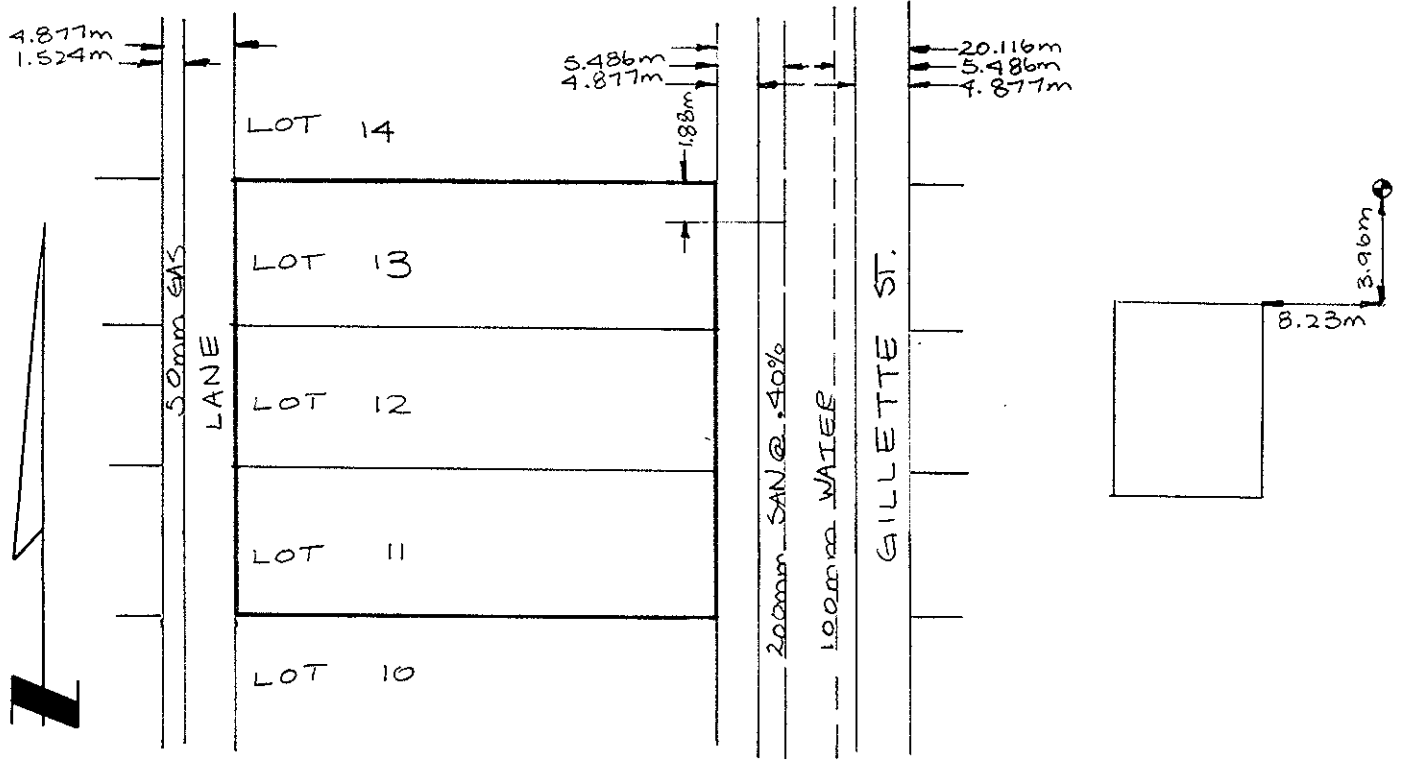 4.877m
1.524m
5.486m
4.877m
20.116m
5.486m
4.877m
1.88m
LOT 14
LOT 13
LOT 12
LOT 11
LOT 10
50mm GAS
LANE
200mm SAN @ .40%
100mm WATER
GILLETTE ST.
3.96m
8.23m